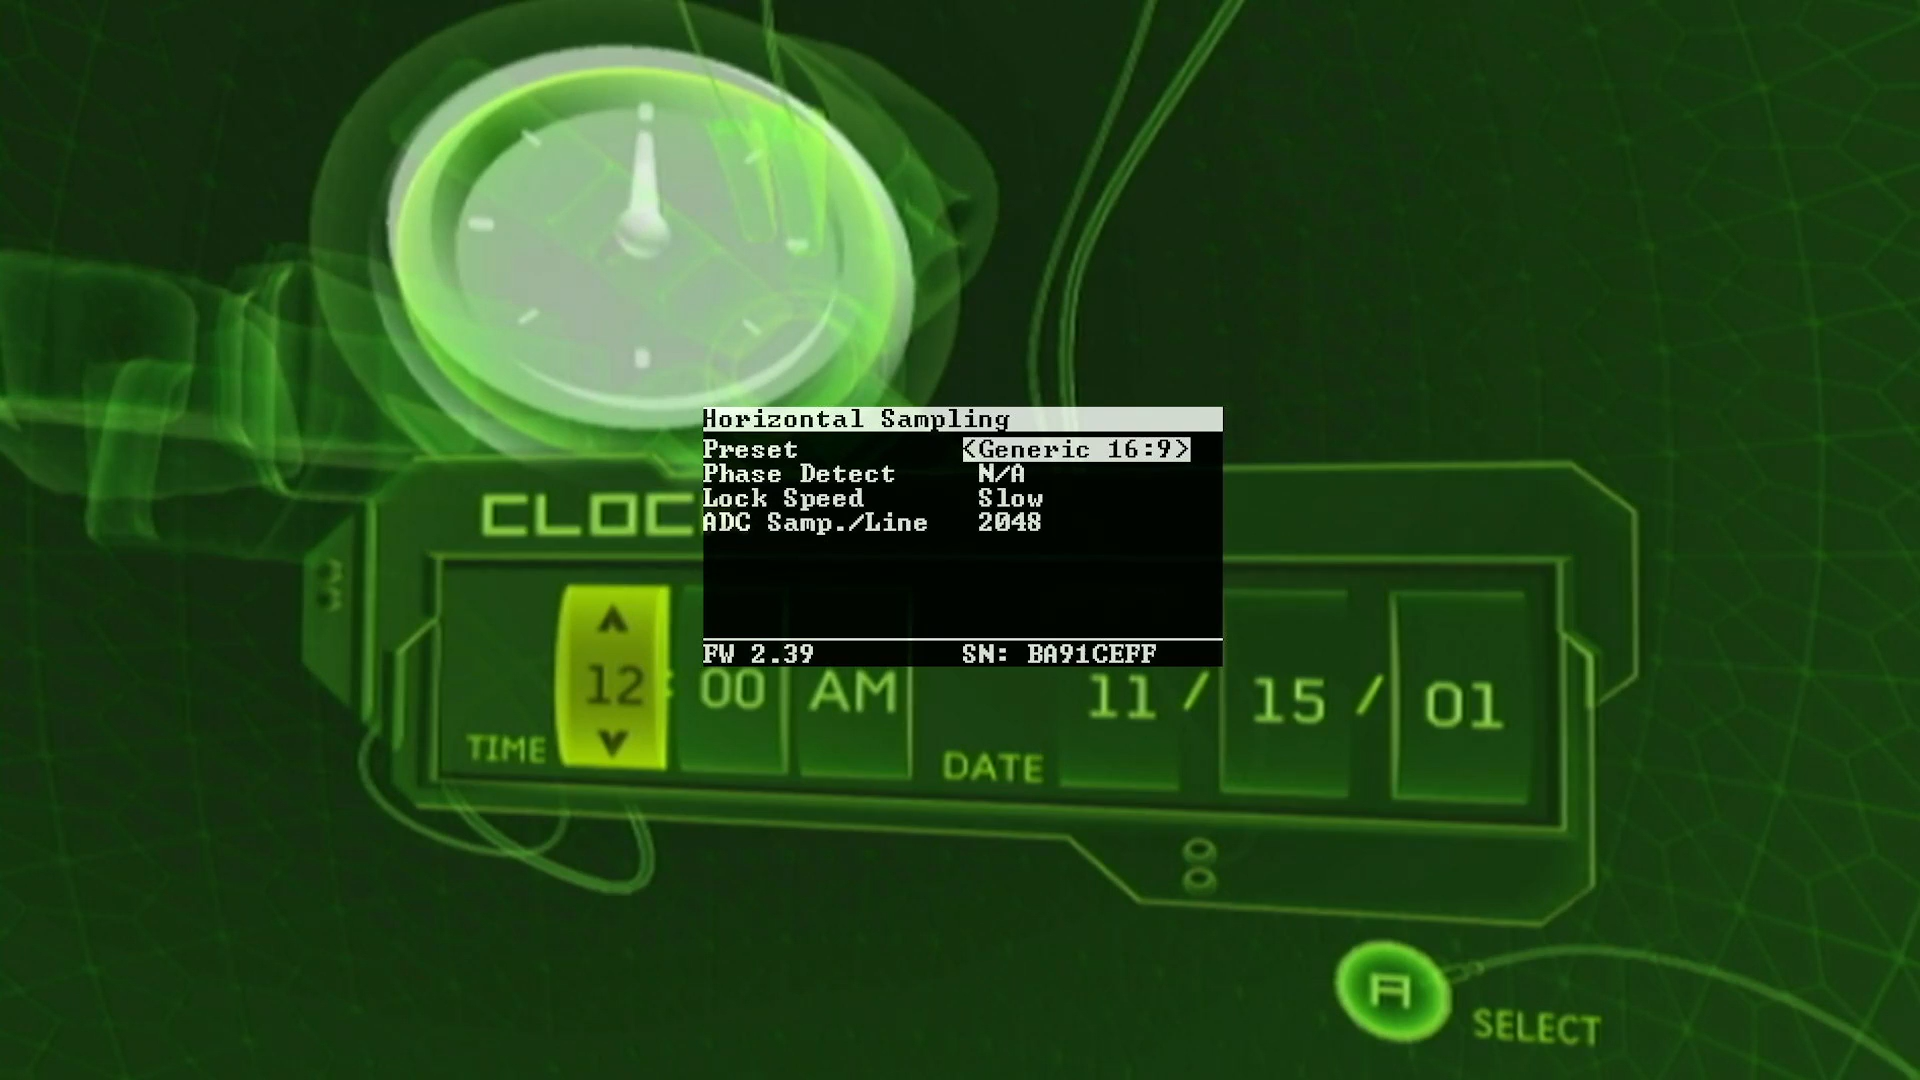 Horizontal Sampling
Preset <Generic 16:9>
Phase Detect N/A
Lock Speed Slow
ADC Samp./Line 2048
FW 2.39 SN: BA91CEFF
CLOC
TIME 12 : 00 AM
DATE 11 / 15 / 01
A SELECT